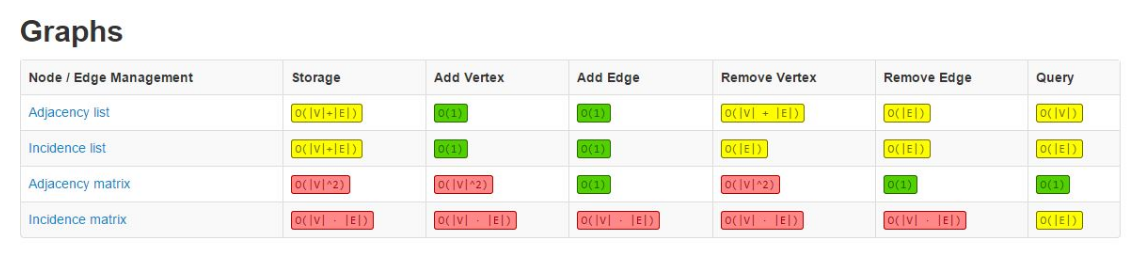 Graphs
Node / Edge Management Storage Add Vertex Add Edge Remove Vertex Remove Edge Query
Adjacency list O(|V|+|E|) O(1) O(1) O(|V| + |E|) O(|E|) O(|V|)
Incidence list O(|V|+|E|) O(1) O(1) O(|E|) O(|E|) O(|E|)
Adjacency matrix O(|V|^2) O(|V|^2) O(1) O(|V|^2) O(1) O(1)
Incidence matrix O(|V| · |E|) O(|V| · |E|) O(|V| · |E|) O(|V| · |E|) O(|V| · |E|) O(|E|)